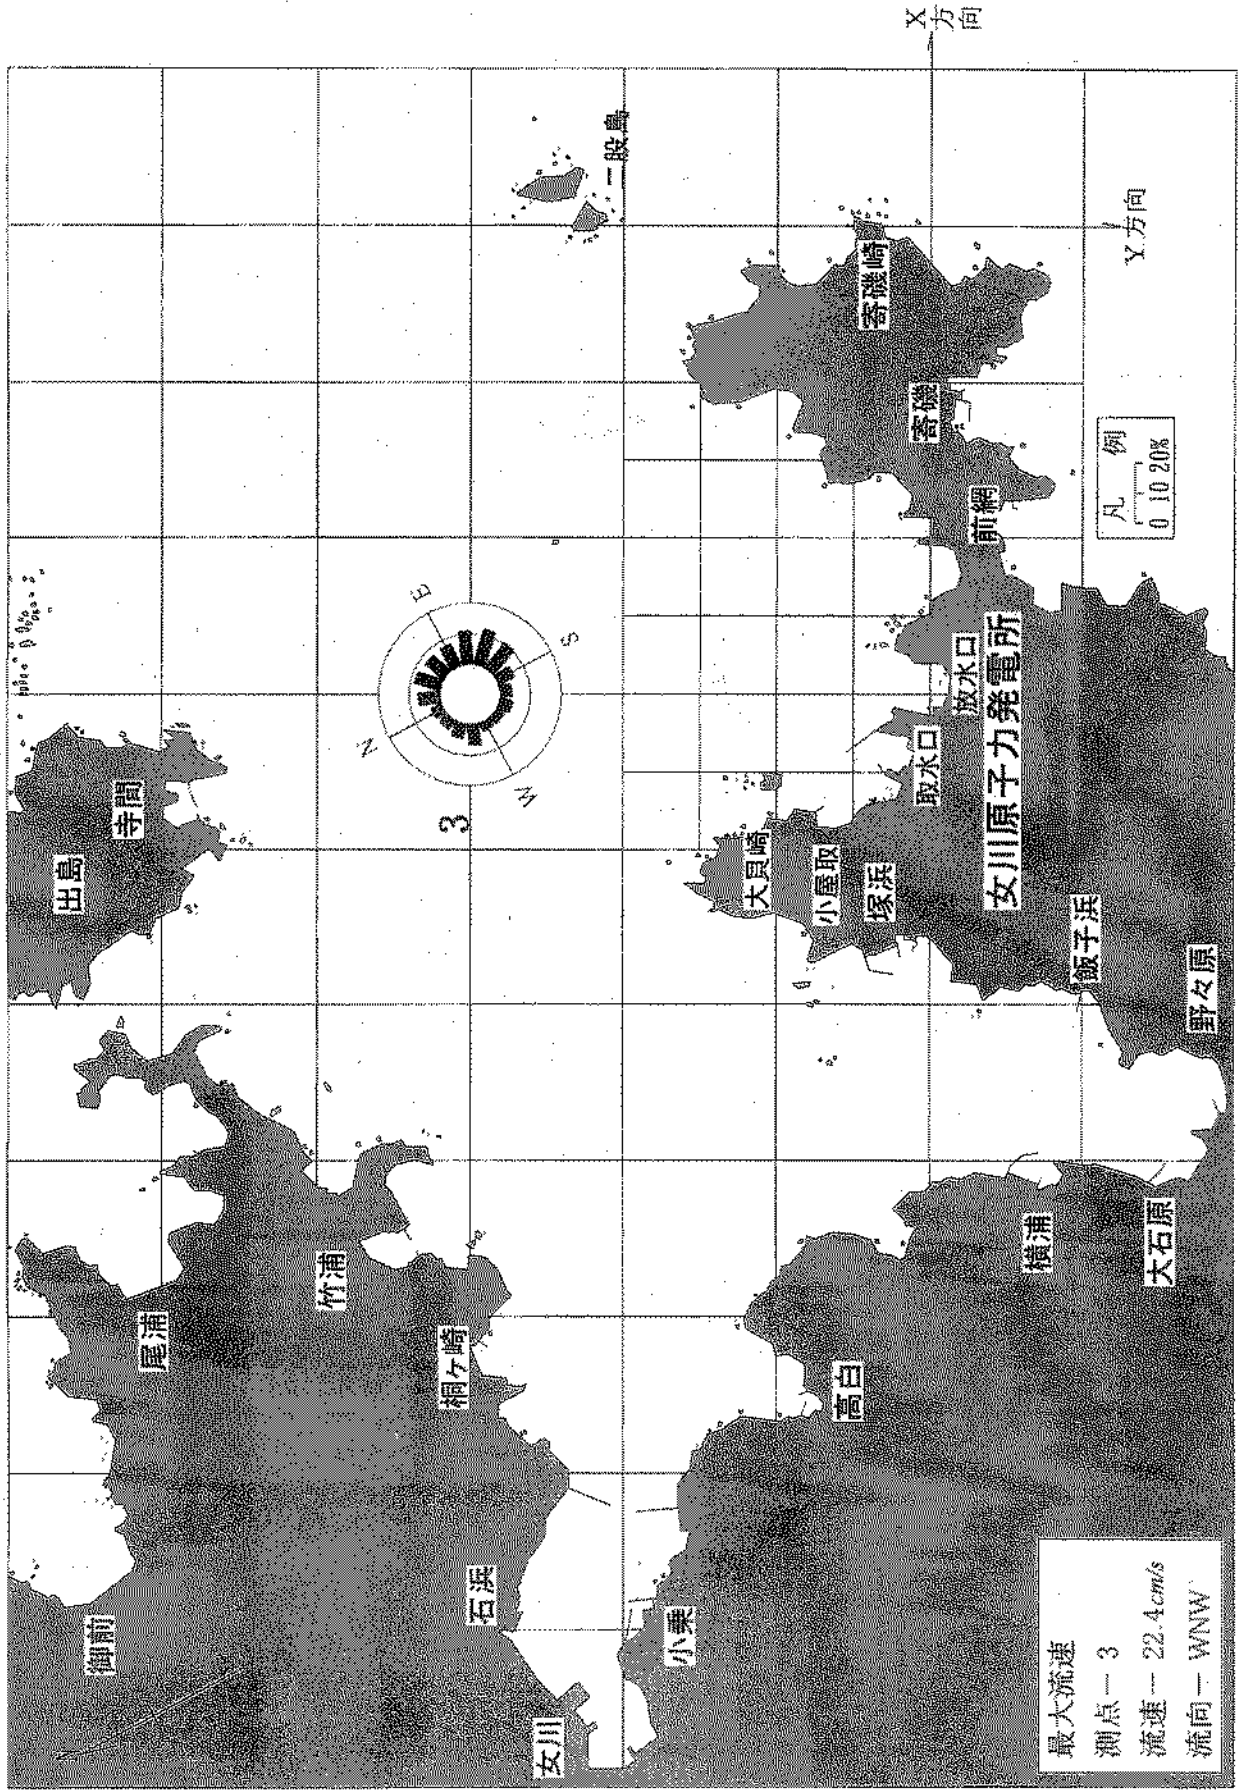 出島
寺間
二股島
御前
尾浦
竹浦
桐ヶ崎
石浜
女川
小乗
高白
横浦
大石原
野々原
飯子浜
塚浜
小屋取
大貝崎
取水口
放水口
女川原子力発電所
前網
寄磯
寄磯崎
3
N
E
S
W
X方向
Y方向
凡例
0 10 20%
最大流速
測点－3
流速－22.4cm/s
流向－WNW